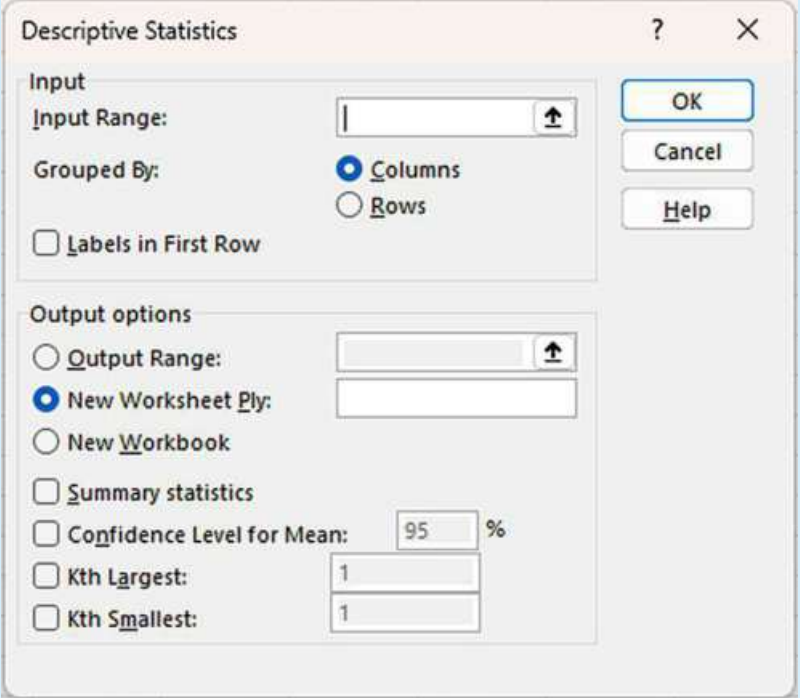 Descriptive Statistics ?
Input
Input Range:
Grouped By:
Columns
Rows
Labels in First Row
OK
Cancel
Help
Output options
Output Range:
New Worksheet Ply:
New Workbook
Summary statistics
Confidence Level for Mean: 95 %
Kth Largest: 1
Kth Smallest: 1